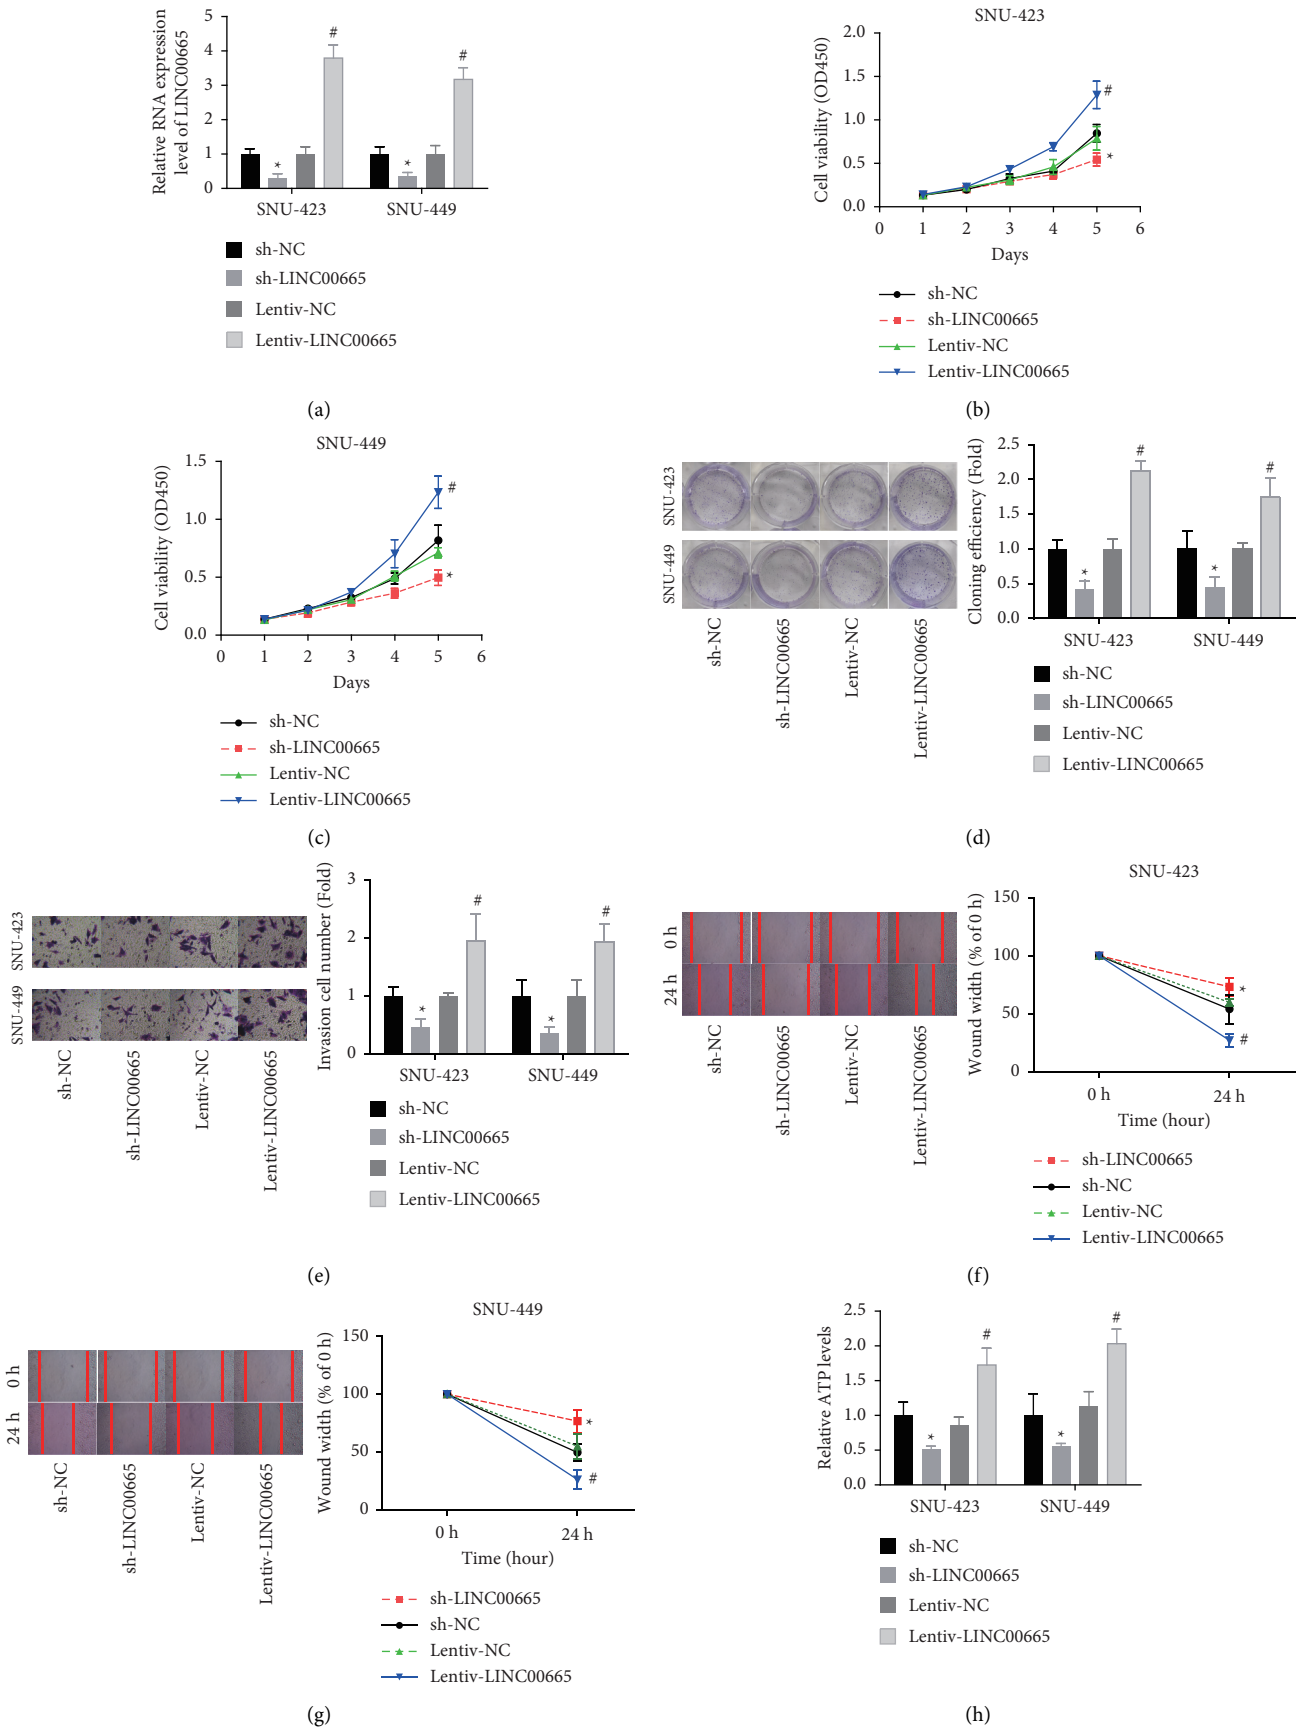 Relative RNA expression
level of LINC00665
5
4
3
2
1
0
*
#
*
#
SNU-423
SNU-449
sh-NC
sh-LINC00665
Lentiv-NC
Lentiv-LINC00665
(a)
SNU-423
Cell viability (OD450)
2.0
1.5
1.0
0.5
0.0
#
*
0 1 2 3 4 5 6
Days
sh-NC
sh-LINC00665
Lentiv-NC
Lentiv-LINC00665
(b)
SNU-449
Cell viability (OD450)
1.5
1.0
0.5
0.0
#
*
0 1 2 3 4 5 6
Days
sh-NC
sh-LINC00665
Lentiv-NC
Lentiv-LINC00665
(c)
SNU-423
SNU-449
sh-NC
sh-LINC00665
Lentiv-NC
Lentiv-LINC00665
Cloning efficiency (Fold)
2.5
2.0
1.5
1.0
0.5
0.0
*
#
*
#
SNU-423
SNU-449
sh-NC
sh-LINC00665
Lentiv-NC
Lentiv-LINC00665
(d)
SNU-423
SNU-449
sh-NC
sh-LINC00665
Lentiv-NC
Lentiv-LINC00665
Invasion cell number (Fold)
3
2
1
0
*
#
*
#
SNU-423
SNU-449
sh-NC
sh-LINC00665
Lentiv-NC
Lentiv-LINC00665
(e)
0 h
24 h
sh-NC
sh-LINC00665
Lentiv-NC
Lentiv-LINC00665
SNU-423
Wound width (% of 0 h)
150
100
50
0
*
#
0 h
24 h
Time (hour)
sh-LINC00665
sh-NC
Lentiv-NC
Lentiv-LINC00665
(f)
0 h
24 h
sh-NC
sh-LINC00665
Lentiv-NC
Lentiv-LINC00665
SNU-449
Wound width (% of 0 h)
150
100
50
0
*
#
0 h
24 h
Time (hour)
sh-LINC00665
sh-NC
Lentiv-NC
Lentiv-LINC00665
(g)
Relative ATP levels
2.5
2.0
1.5
1.0
0.5
0.0
*
#
*
#
SNU-423
SNU-449
sh-NC
sh-LINC00665
Lentiv-NC
Lentiv-LINC00665
(h)